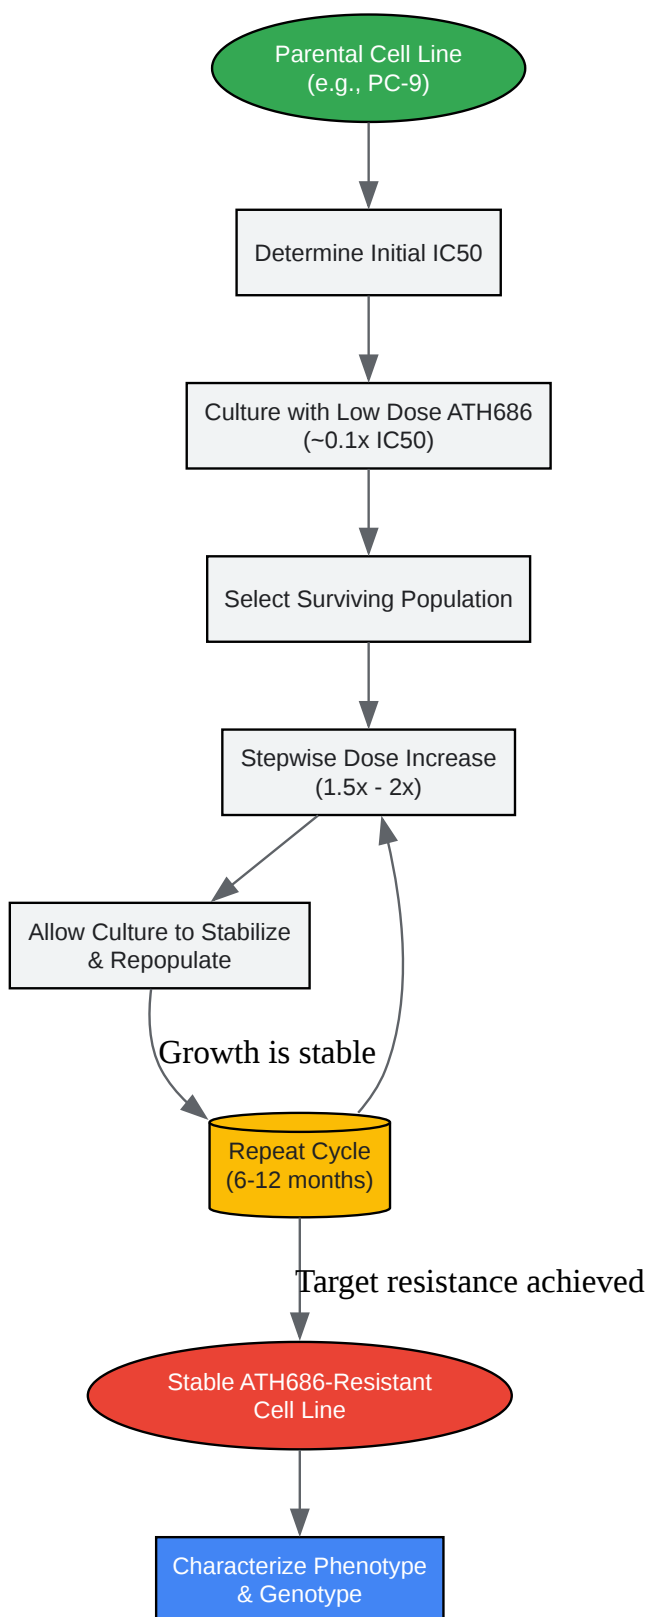 Parental Cell Line
(e.g., PC-9)
Determine Initial IC50
Culture with Low Dose ATH686
(~0.1x IC50)
Select Surviving Population
Stepwise Dose Increase
(1.5x - 2x)
Allow Culture to Stabilize
& Repopulate
Growth is stable
Repeat Cycle
(6-12 months)
Target resistance achieved
Stable ATH686-Resistant
Cell Line
Characterize Phenotype
& Genotype